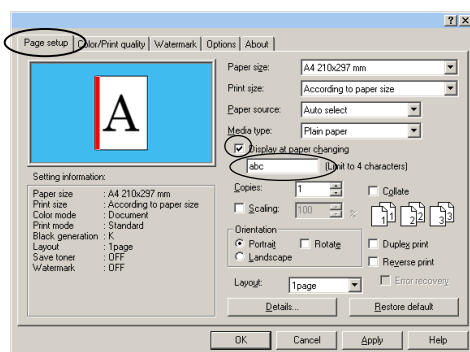 Page setup Color/Print quality Watermark Options About
A
Setting information:
Paper size : A4 210x297 mm
Print size : According to paper size
Color mode : Document
Print mode : Standard
Black generation : K
Layout : 1page
Save toner : OFF
Watermark : OFF
Paper size: A4 210x297 mm
Print size: According to paper size
Paper source: Auto select
Media type: Plain paper
Display at paper changing
abc (Limit to 4 characters)
Copies: 1 Collate
Scaling: 100 %
1 1 2 2 3 3
Orientation
Portrait Rotate
Landscape
Duplex print
Reverse print
Error recovery
Layout: 1page
Details... Restore default
OK Cancel Apply Help